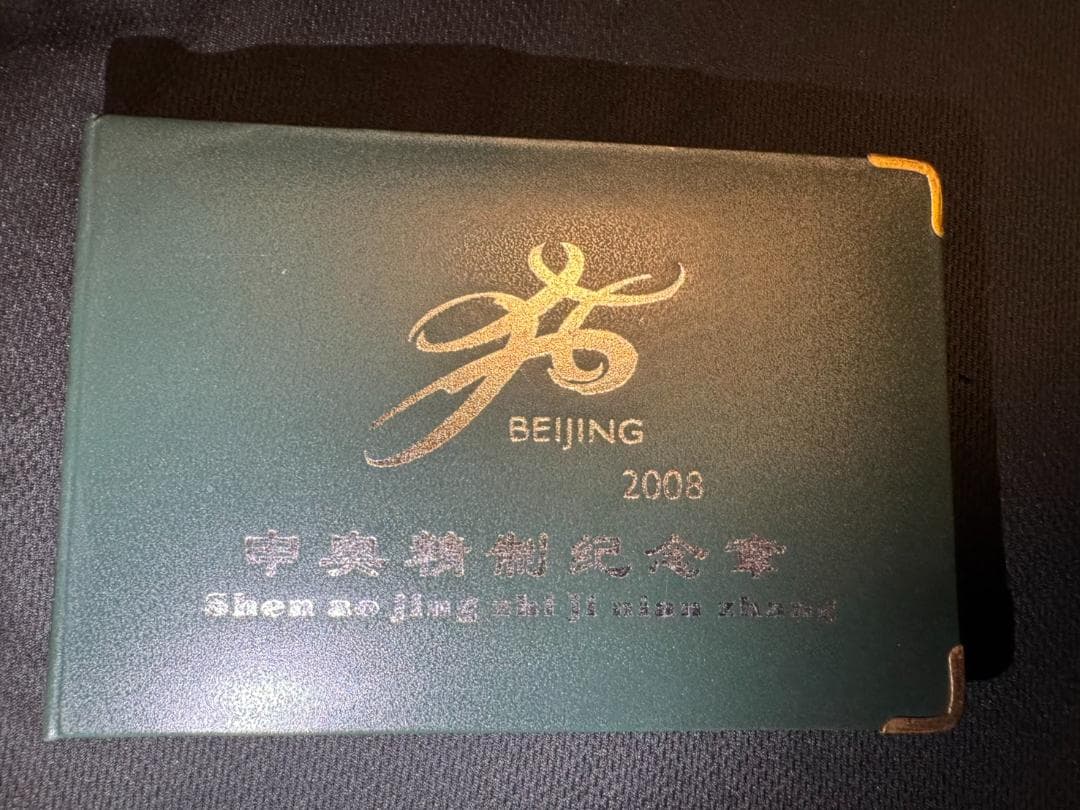 BEIJING
2008
申奥精制纪念章
Shen ao jing zhi ji nian zhang